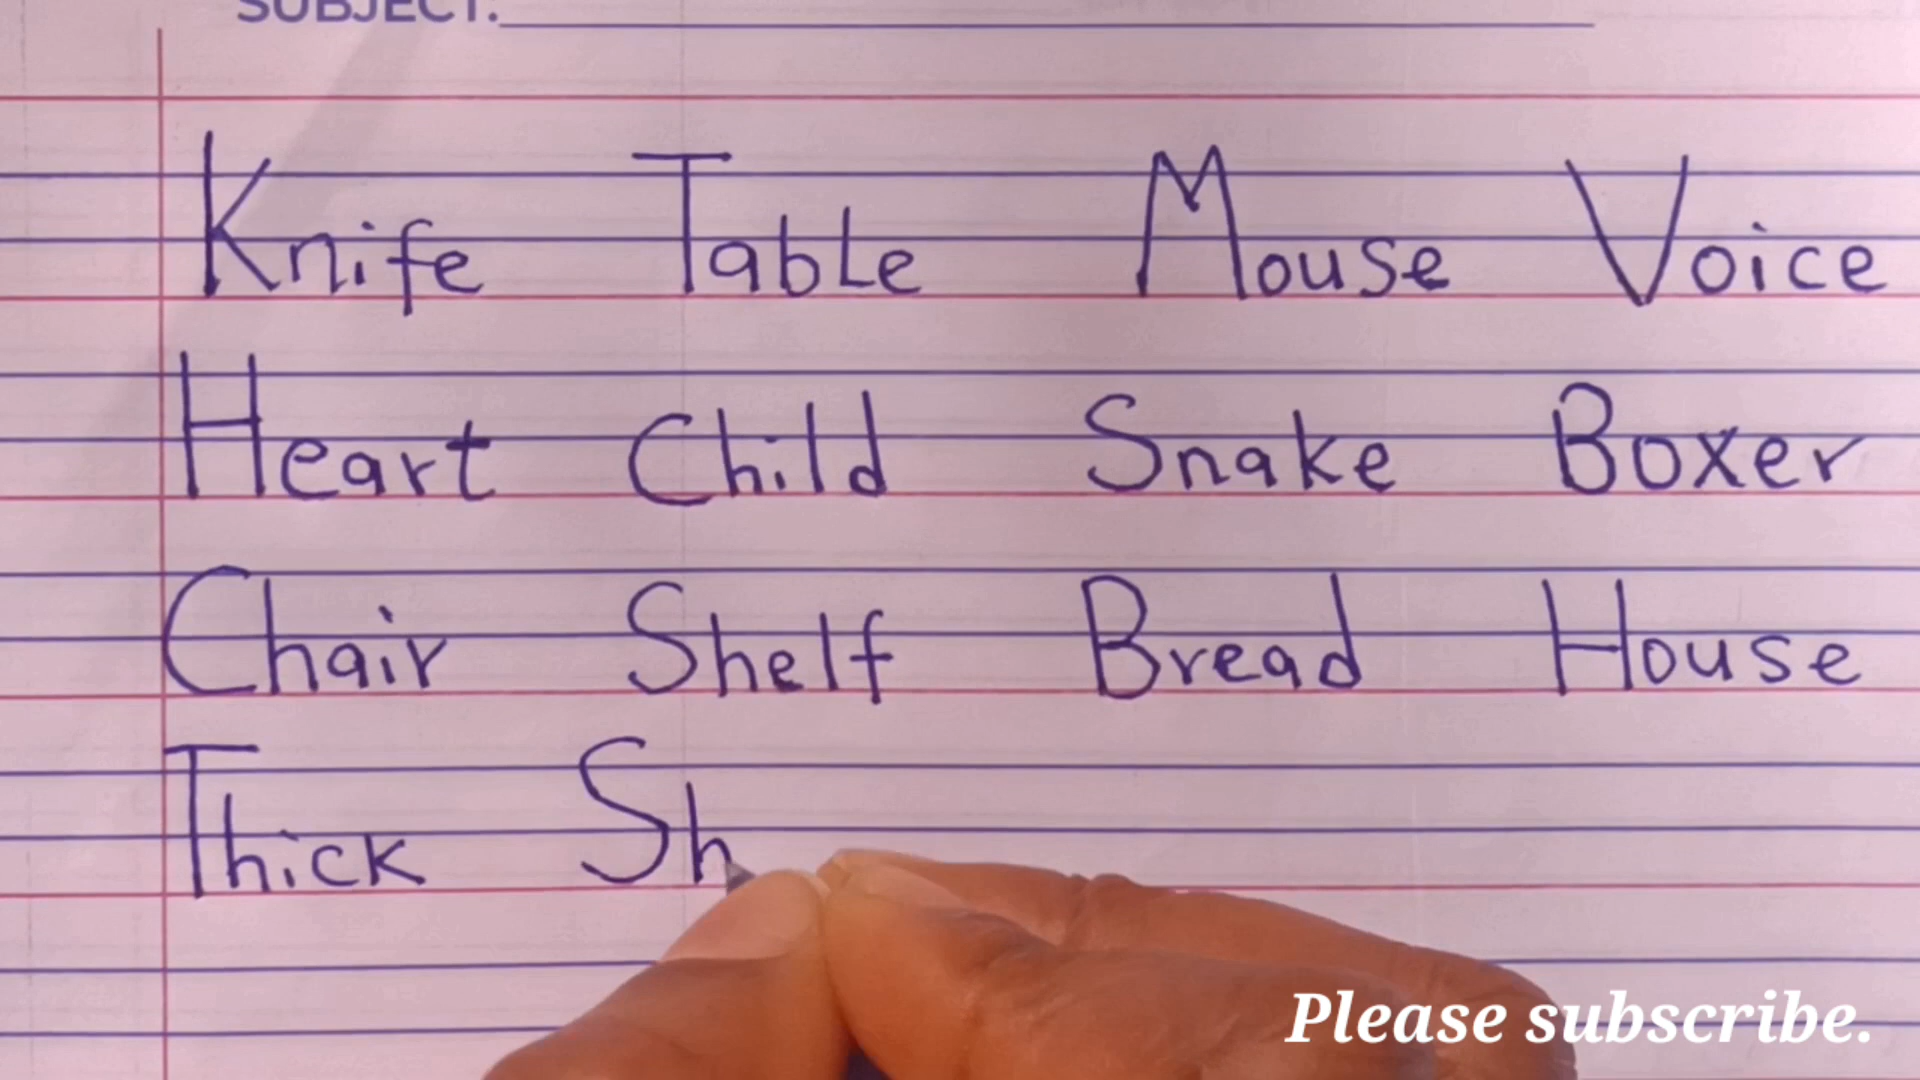 SUBJECT:
Knife Table Mouse Voice
Heart Child Snake Boxer
Chair Shelf Bread House
Thick Sh
Please subscribe.